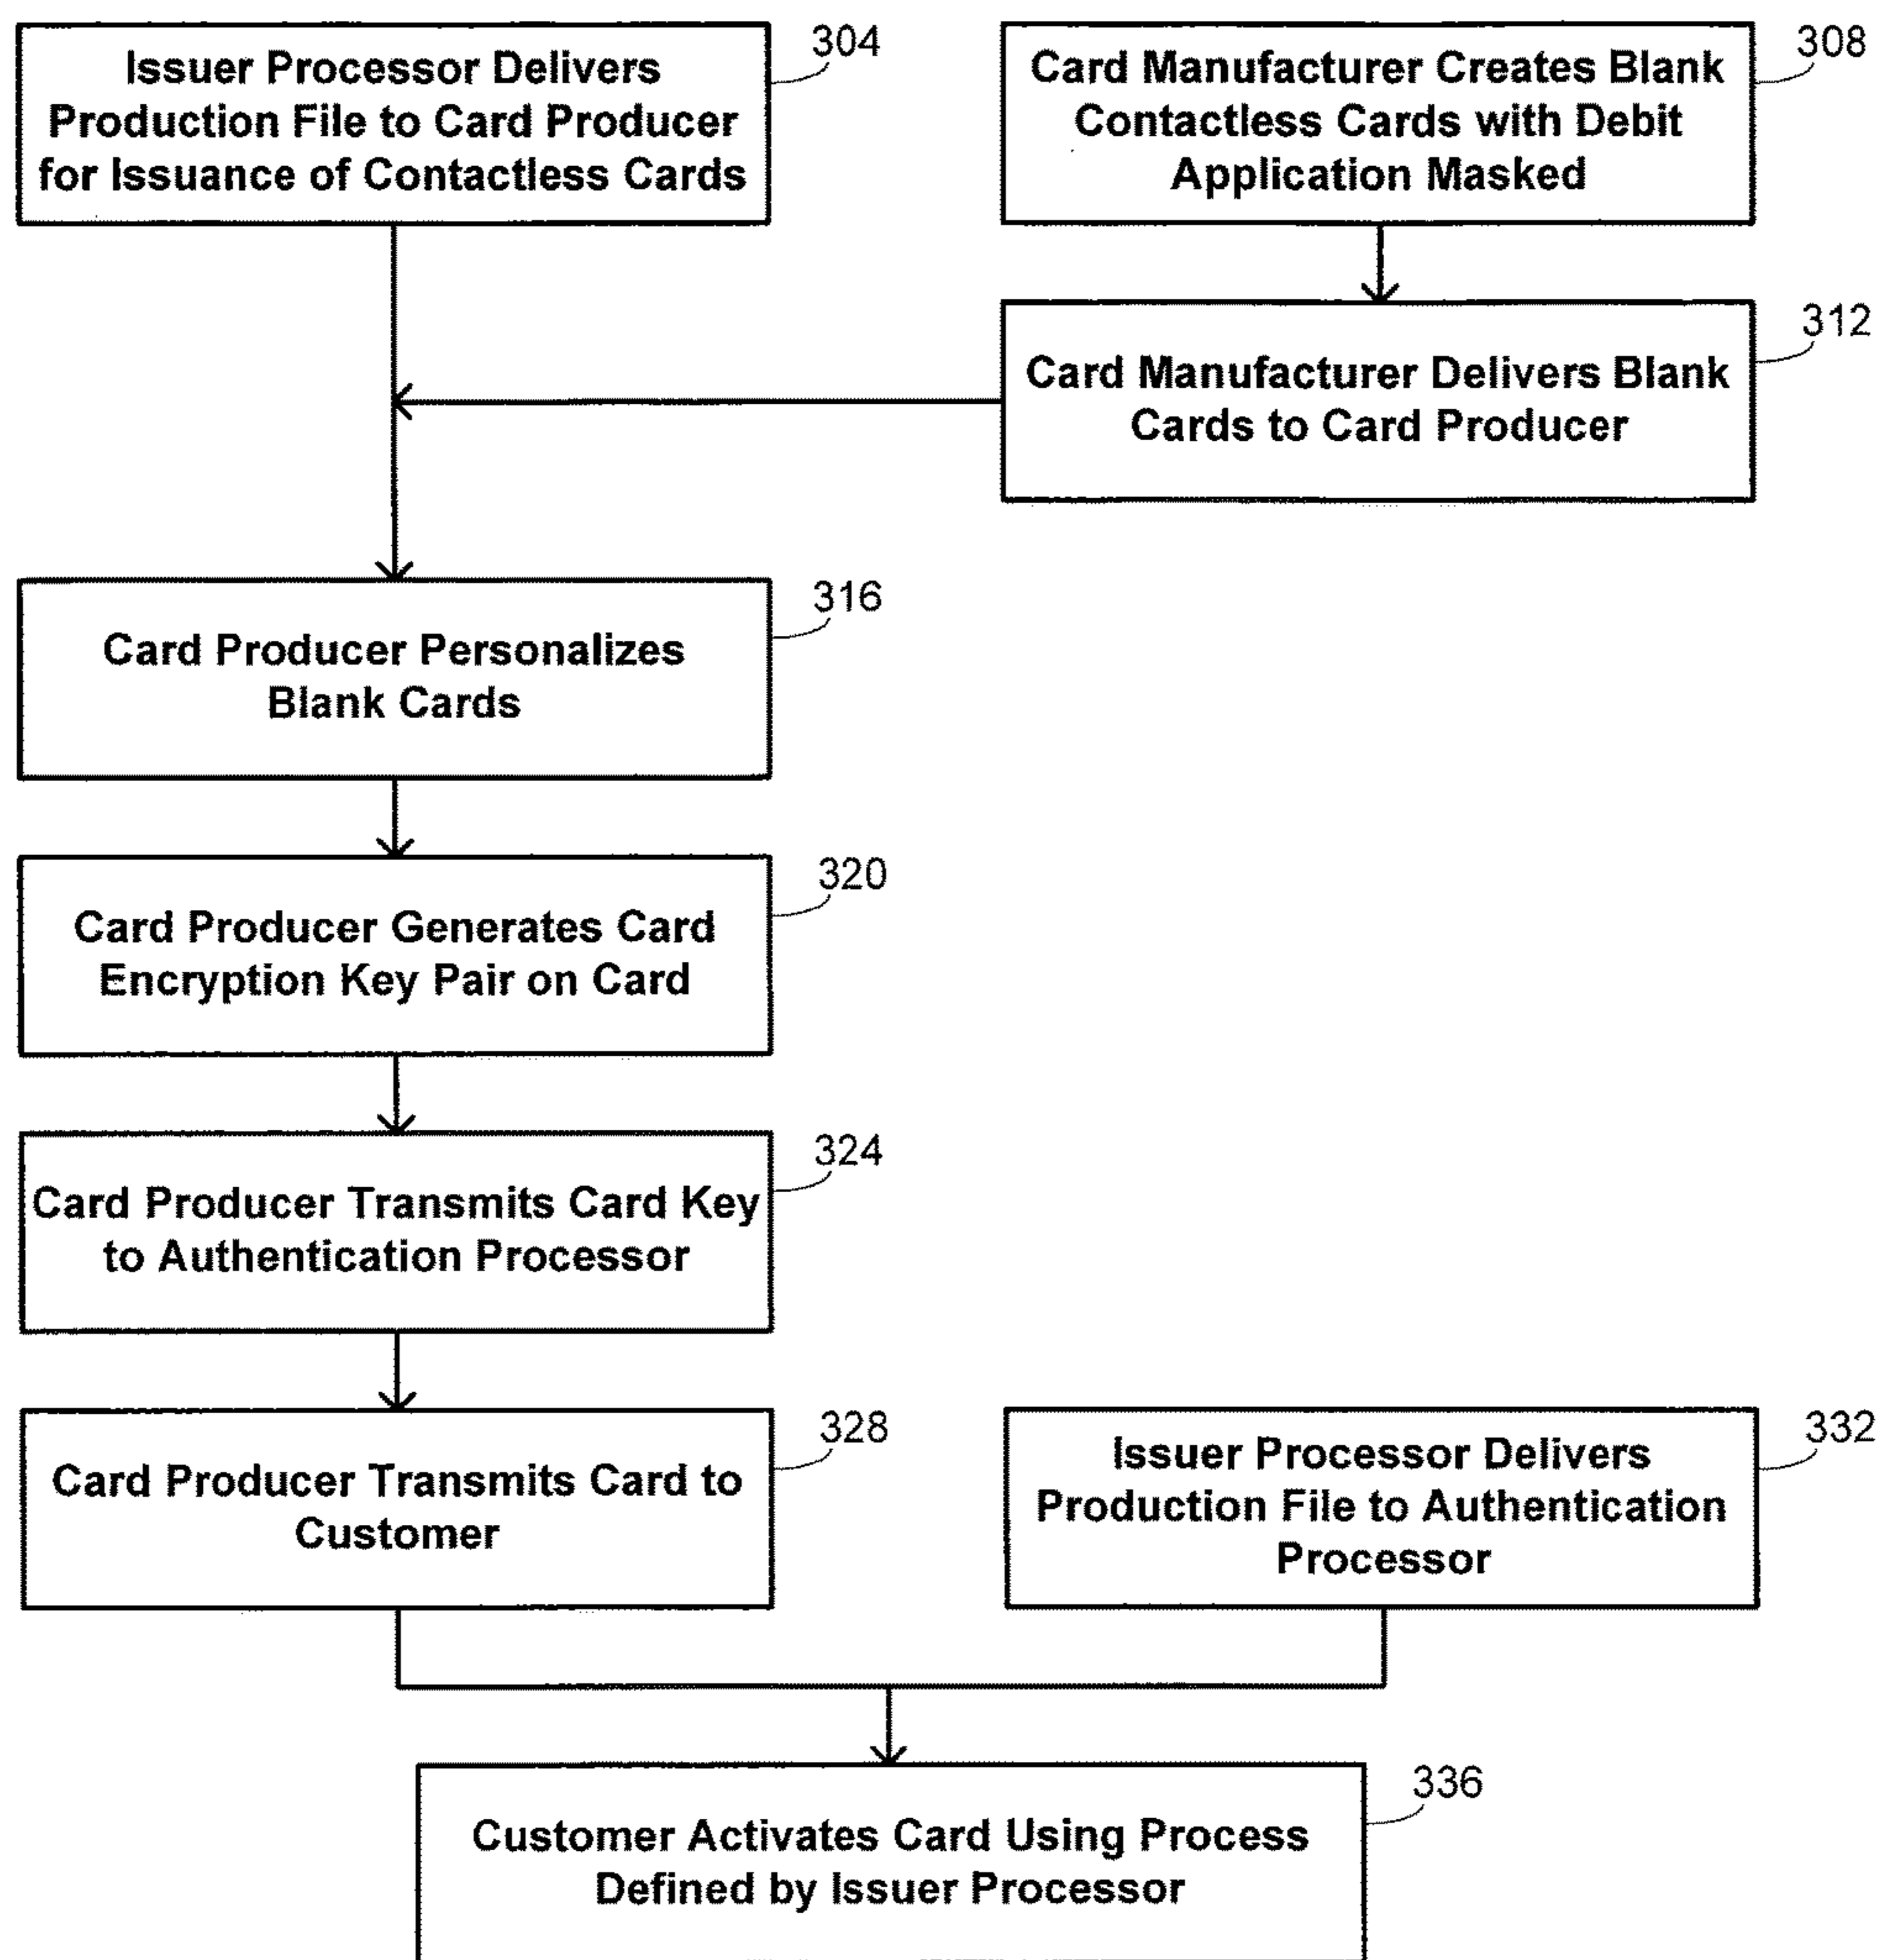 304
Issuer Processor Delivers
Production File to Card Producer
for Issuance of Contactless Cards
308
Card Manufacturer Creates Blank
Contactless Cards with Debit
Application Masked
312
Card Manufacturer Delivers Blank
Cards to Card Producer
316
Card Producer Personalizes
Blank Cards
320
Card Producer Generates Card
Encryption Key Pair on Card
324
Card Producer Transmits Card Key
to Authentication Processor
328
Card Producer Transmits Card to
Customer
332
Issuer Processor Delivers
Production File to Authentication
Processor
336
Customer Activates Card Using Process
Defined by Issuer Processor